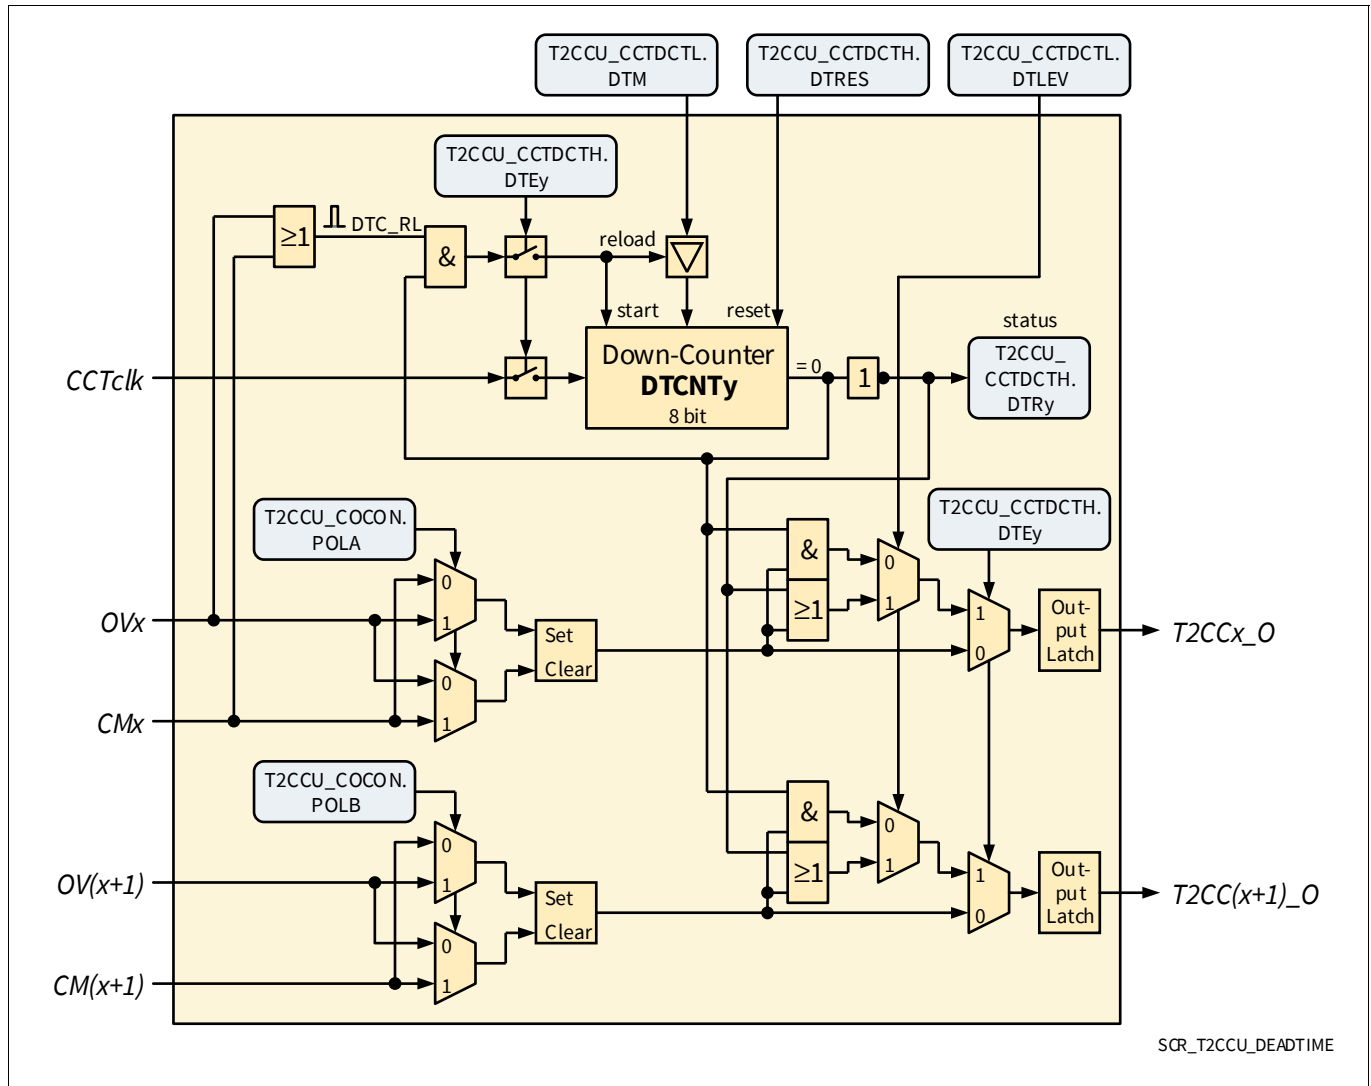 T2CCU_CCTDCTL.
DTM
T2CCU_CCTDCTH.
DTRES
T2CCU_CCTDCTL.
DTLEV
T2CCU_CCTDCTH.
DTEy
≥1
DTC_RL
&
reload
start
reset
status
CCTclk
Down-Counter
DTCNTy
8 bit
= 0
1
T2CCU_
CCTDCTH.
DTRy
T2CCU_COCON.
POLA
T2CCU_CCTDCTH.
DTEy
&
≥1
0
1
0
1
OVx
Set
Clear
1
0
Out-
put
Latch
T2CCx_O
0
1
CMx
T2CCU_COCON.
POLB
&
≥1
0
1
0
1
OV(x+1)
Set
Clear
1
0
Out-
put
Latch
T2CC(x+1)_O
0
1
CM(x+1)
SCR_T2CCU_DEADTIME